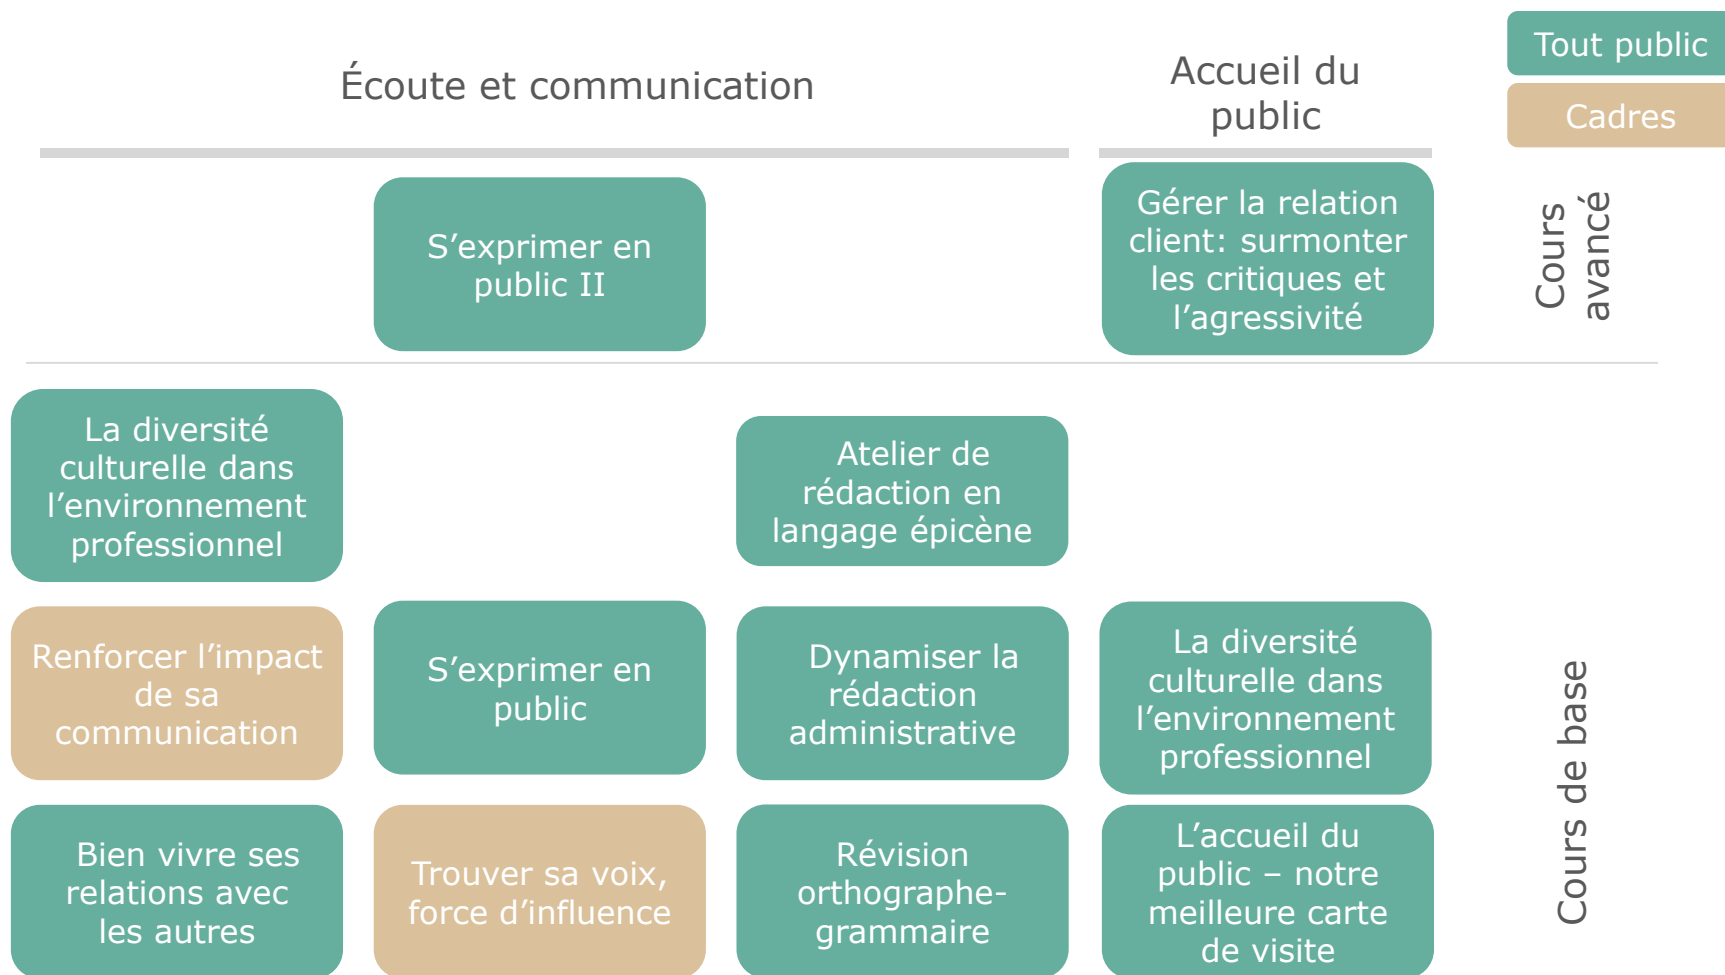 Écoute et communication
Accueil du
public
Tout public
Cadres
S’exprimer en
public II
Gérer la relation
client: surmonter
les critiques et
l’agressivité
Cours
avancé
La diversité
culturelle dans
l’environnement
professionnel
Atelier de
rédaction en
langage épicène
Renforcer l’impact
de sa
communication
S’exprimer en
public
Dynamiser la
rédaction
administrative
La diversité
culturelle dans
l’environnement
professionnel
Cours de base
Bien vivre ses
relations avec
les autres
Trouver sa voix,
force d’influence
Révision
orthographe-
grammaire
L’accueil du
public – notre
meilleure carte
de visite